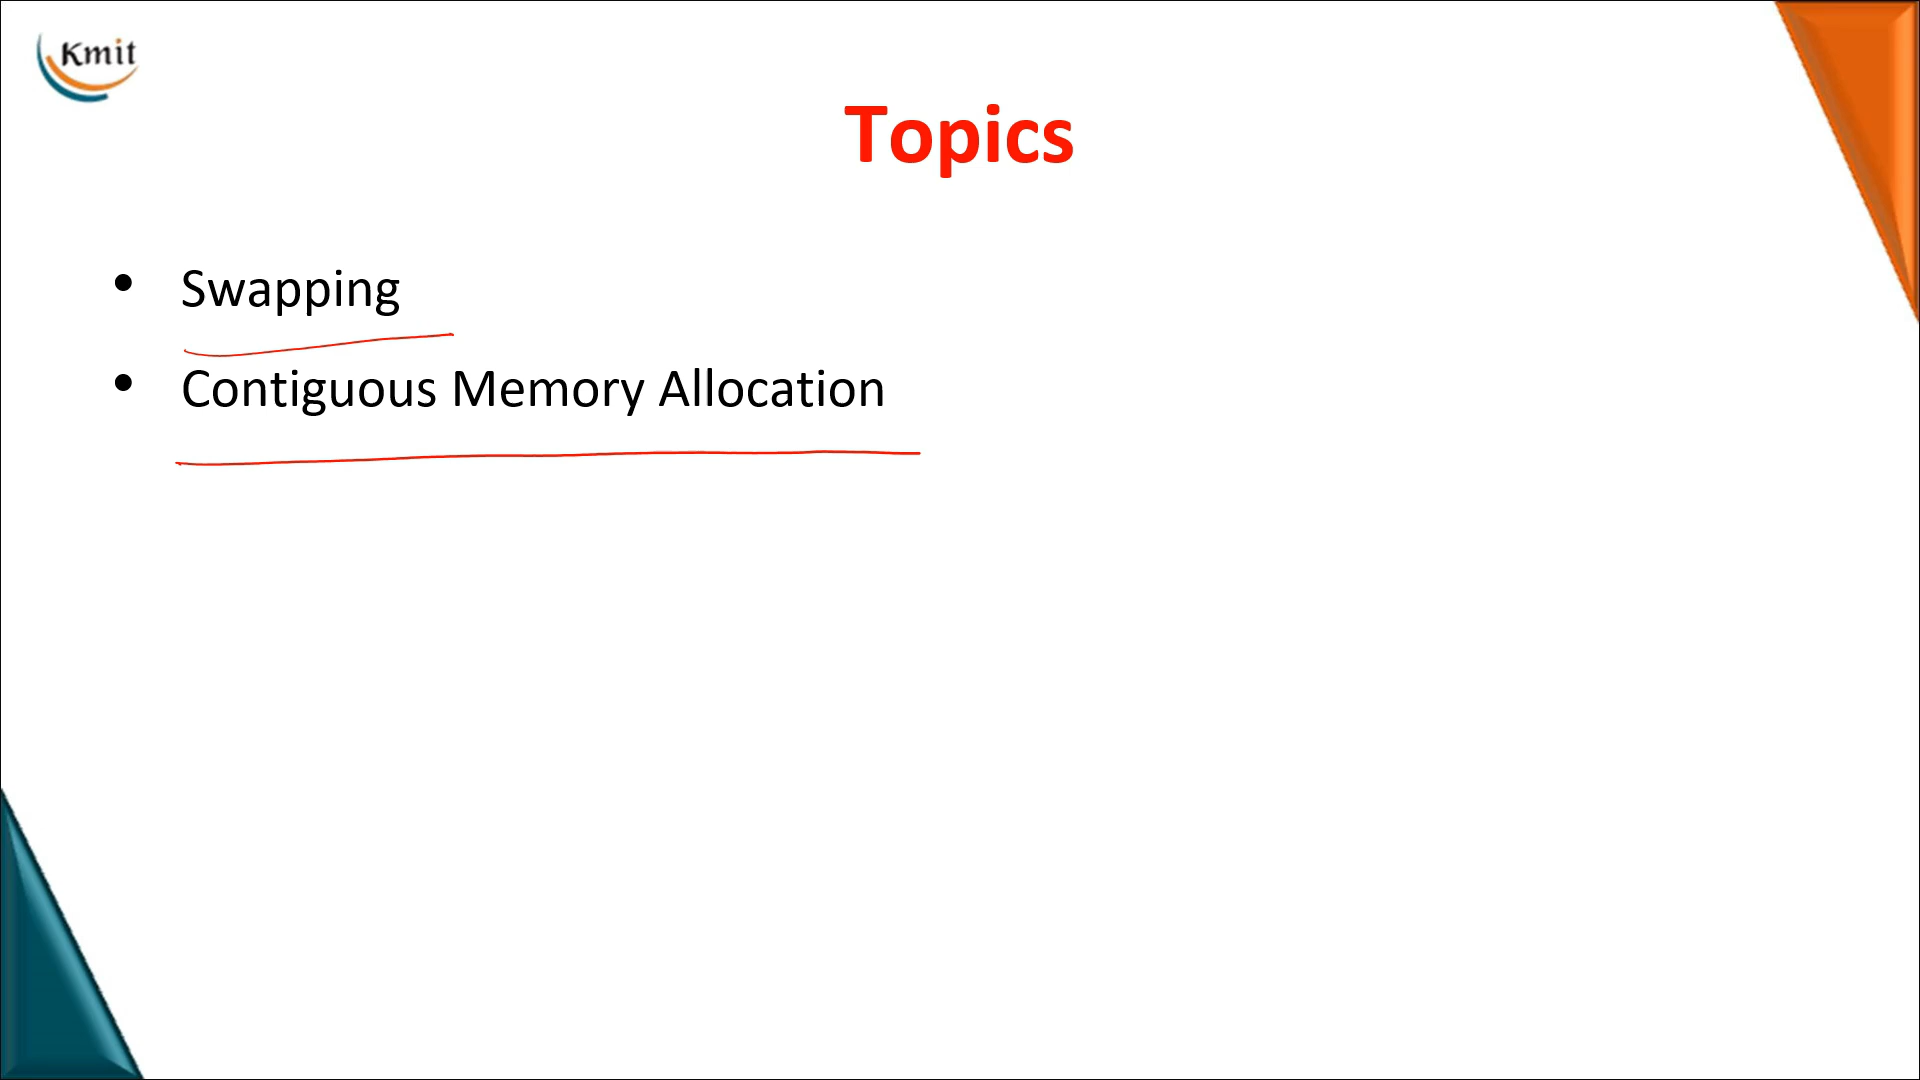 Kmit
Topics
• Swapping
• Contiguous Memory Allocation